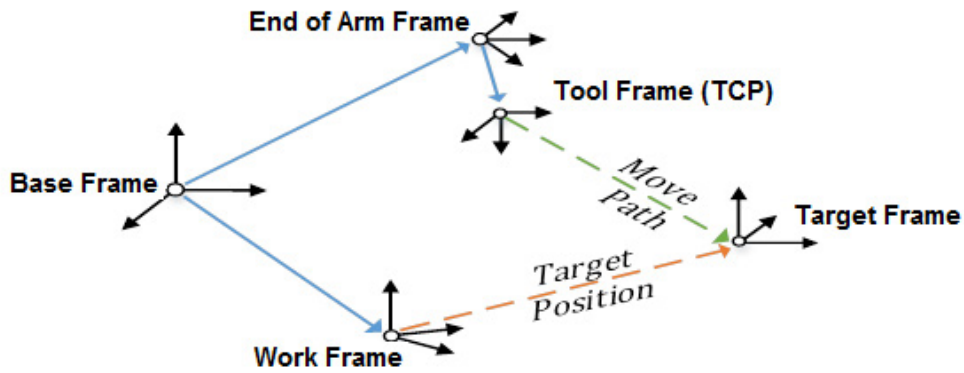 End of Arm Frame
Tool Frame (TCP)
Base Frame
Move
Path
Target Frame
Target
Position
Work Frame